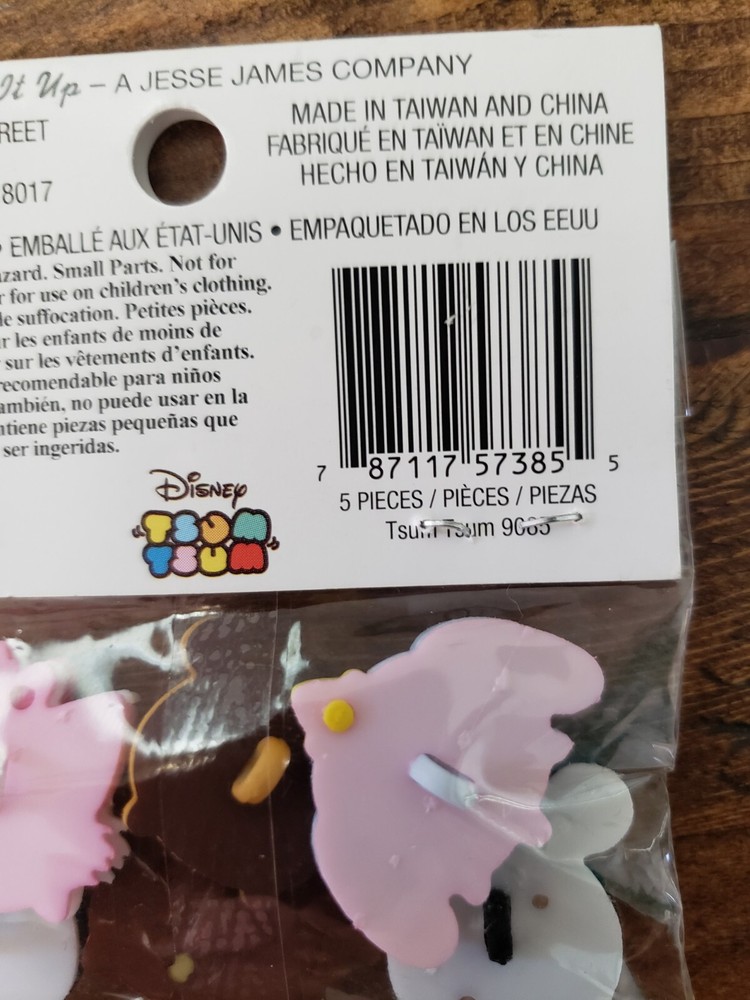 It Up – A JESSE JAMES COMPANY
REET
8017
MADE IN TAIWAN AND CHINA
FABRIQUÉ EN TAÏWAN ET EN CHINE
HECHO EN TAIWÁN Y CHINA
• EMBALLÉ AUX ÉTAT-UNIS • EMPAQUETADO EN LOS EEUU
azard. Small Parts. Not for
r for use on children's clothing.
de suffocation. Petites pièces.
ur les enfants de moins de
sur les vêtements d'enfants.
recomendable para niños
ambién, no puede usar en la
ntiene piezas pequeñas que
ser ingeridas.
7 87117 57385 5
5 PIECES / PIÈCES / PIEZAS
Tsum Tsum
DISNEY
TSUM
TSUM